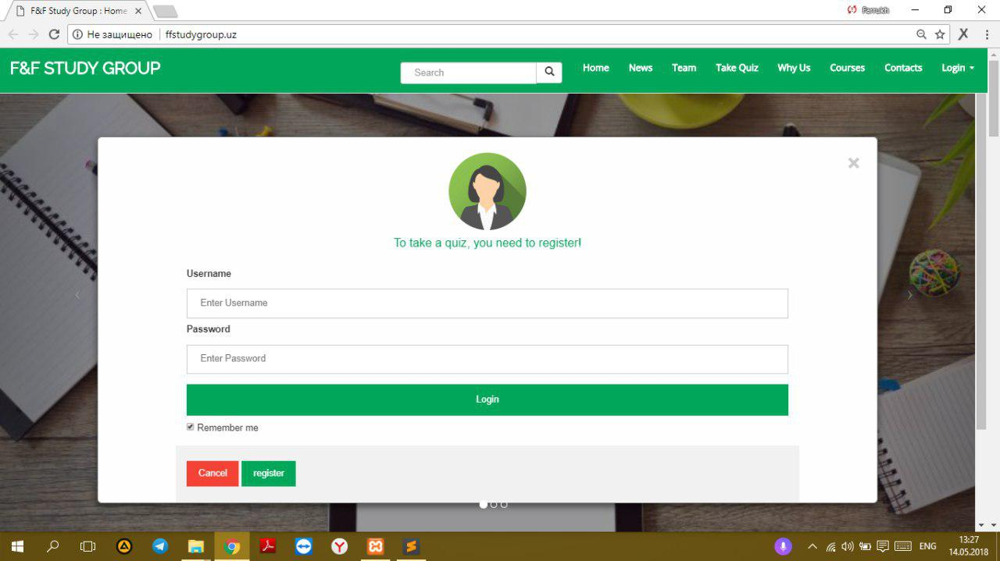 F&F Study Group : Home
Farrukh
Не защищено
ffstudygroup.uz
F&F STUDY GROUP
Search
Home
News
Team
Take Quiz
Why Us
Courses
Contacts
Login
To take a quiz, you need to register!
Username
Enter Username
Password
Enter Password
Login
Remember me
Cancel
register
ENG
13:27
14.05.2018